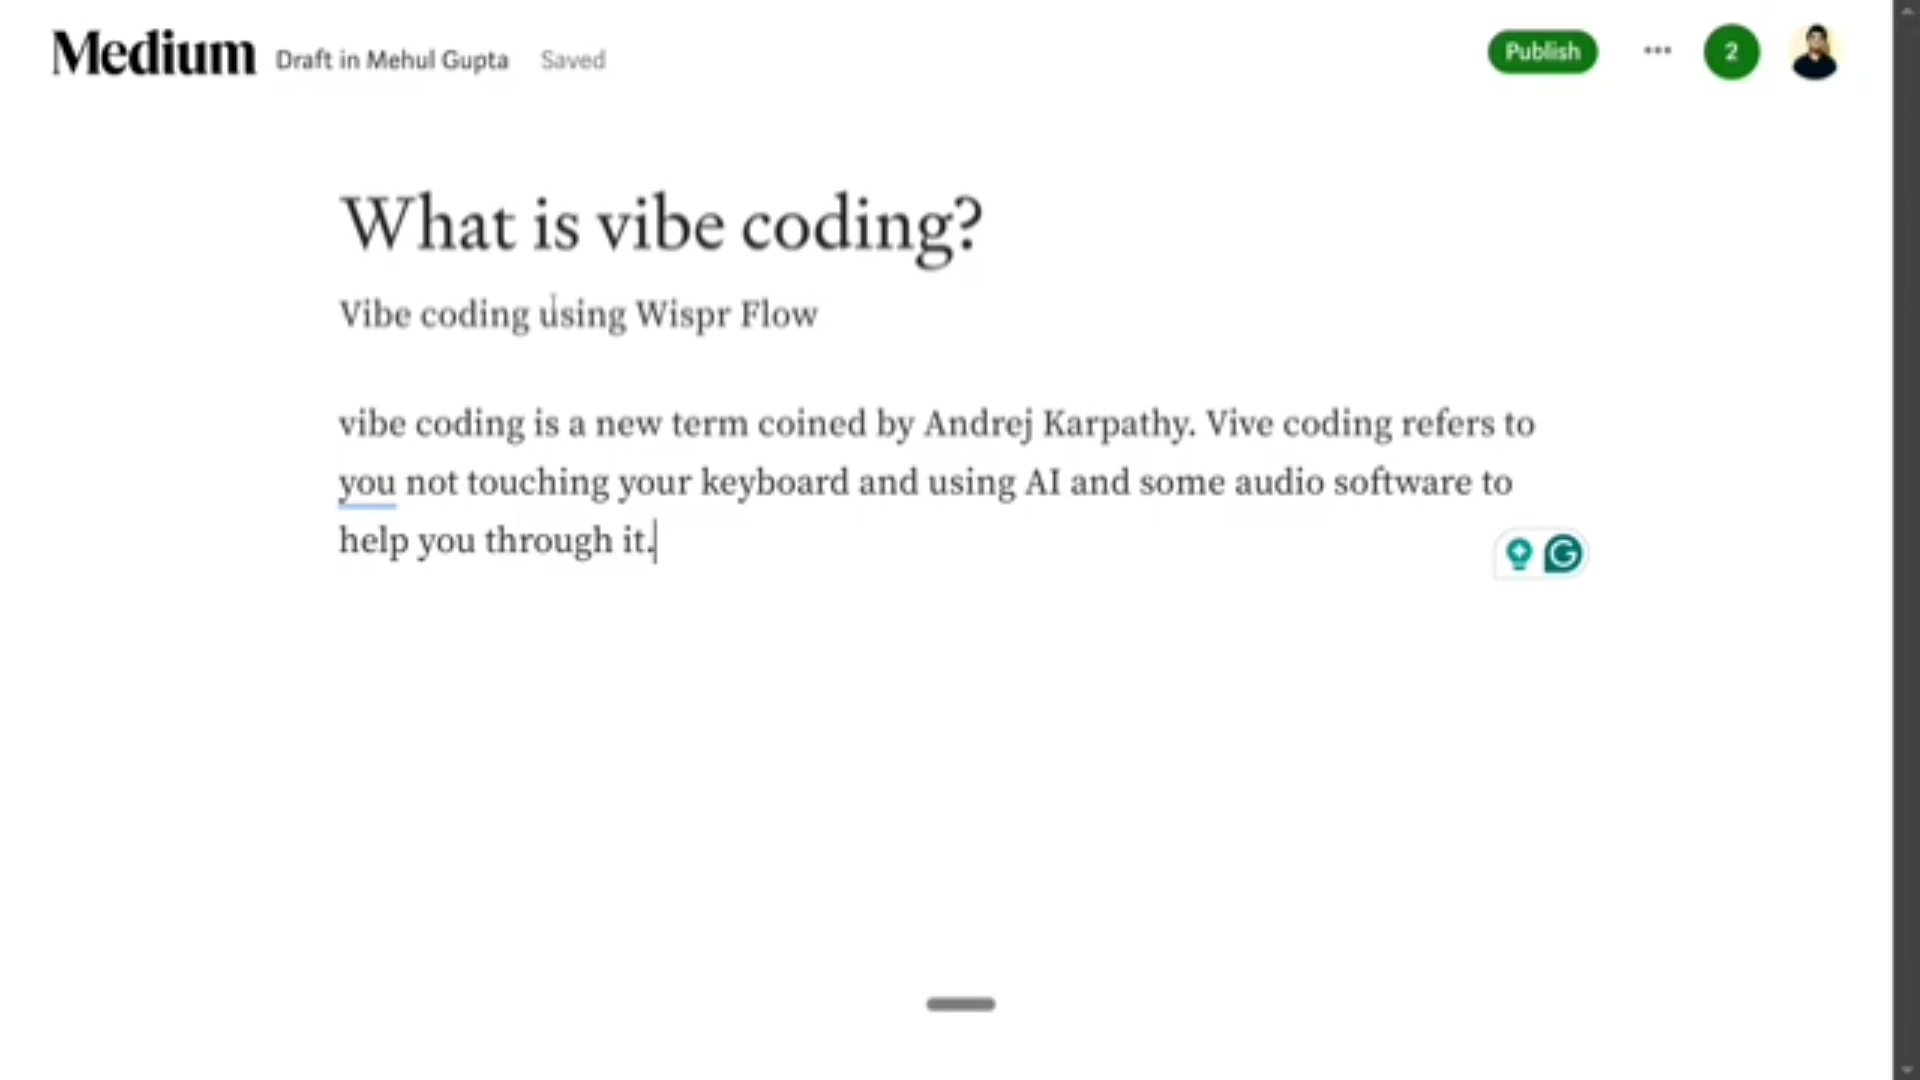 Medium Draft in Mehul Gupta Saved Publish ... 2
What is vibe coding?
Vibe coding using Wispr Flow
vibe coding is a new term coined by Andrej Karpathy. Vive coding refers to
you not touching your keyboard and using AI and some audio software to
help you through it.